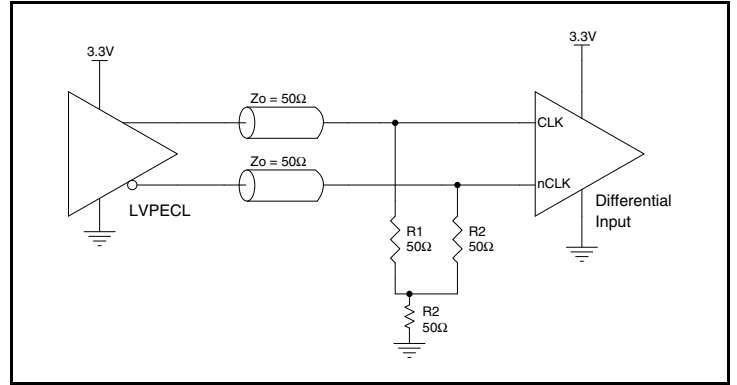 3.3V
3.3V
Zo = 50Ω
CLK
Zo = 50Ω
nCLK
LVPECL
Differential
Input
R1
50Ω
R2
50Ω
R2
50Ω